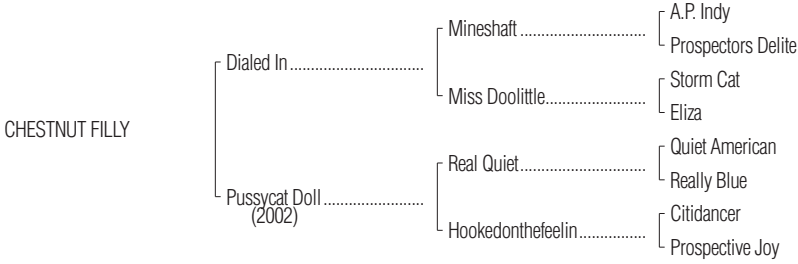 A.P. Indy
Mineshaft ..............................
Prospectors Delite
Dialed In ................................
Storm Cat
Miss Doolittle........................
Eliza
CHESTNUT FILLY
Quiet American
Real Quiet ..............................
Really Blue
Pussycat Doll ........................
(2002)
Citidancer
Hookedonthefeelin ................
Prospective Joy